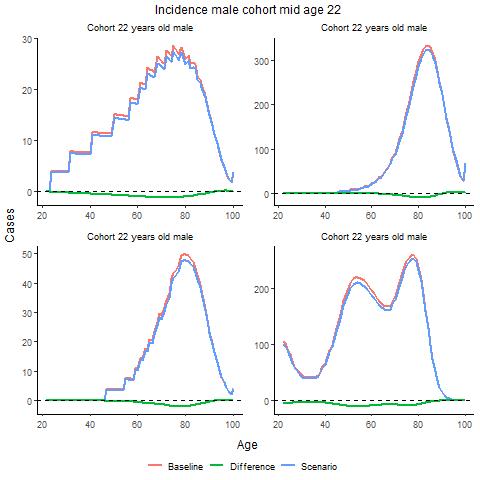 Incidence male cohort mid age 22
Cohort 22 years old male
Cohort 22 years old male
30
20
10
0
20 40 60 80 100
300
200
100
0
20 40 60 80 100
Cases
Cohort 22 years old male
Cohort 22 years old male
50
40
30
20
10
0
20 40 60 80 100
200
100
0
20 40 60 80 100
Age
Baseline Difference Scenario